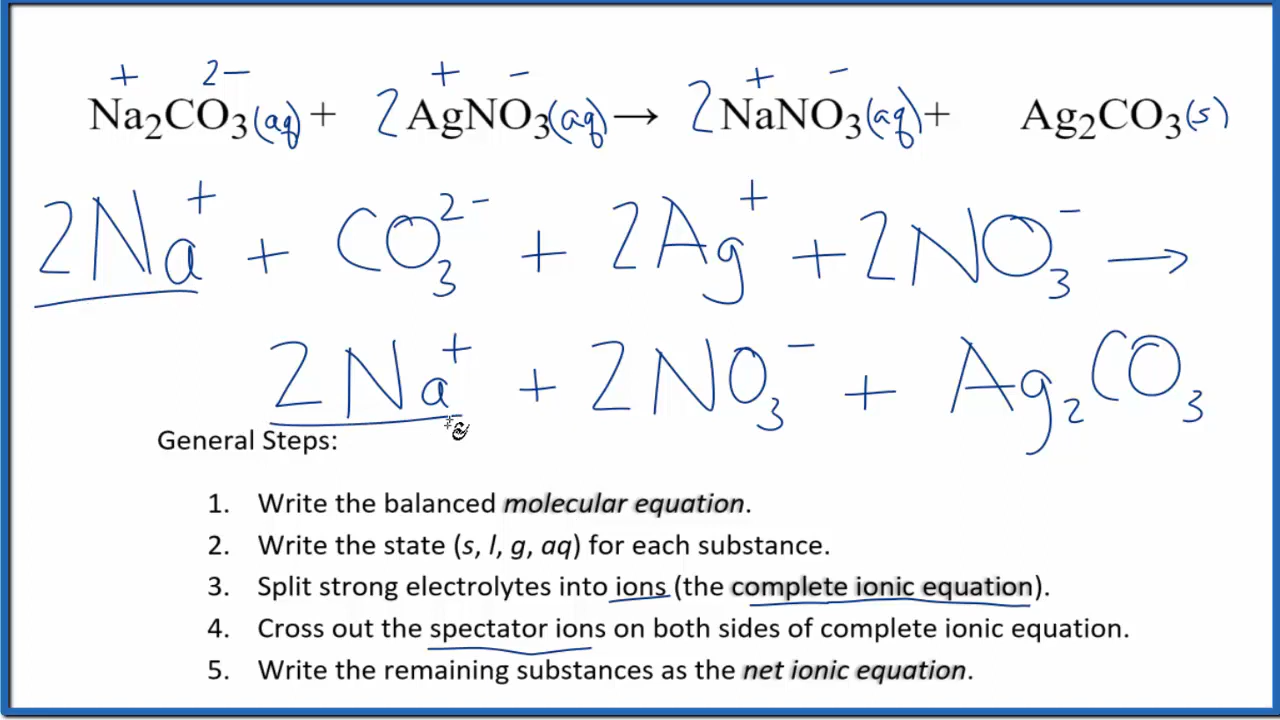 + 2− + − + −
Na₂CO₃(aq) + 2AgNO₃(aq) → 2NaNO₃(aq) + Ag₂CO₃(s)
2Na⁺ + CO₃²⁻ + 2Ag⁺ + 2NO₃⁻ →
2Na⁺ + 2NO₃⁻ + Ag₂CO₃
General Steps:
1. Write the balanced molecular equation.
2. Write the state (s, l, g, aq) for each substance.
3. Split strong electrolytes into ions (the complete ionic equation).
4. Cross out the spectator ions on both sides of complete ionic equation.
5. Write the remaining substances as the net ionic equation.